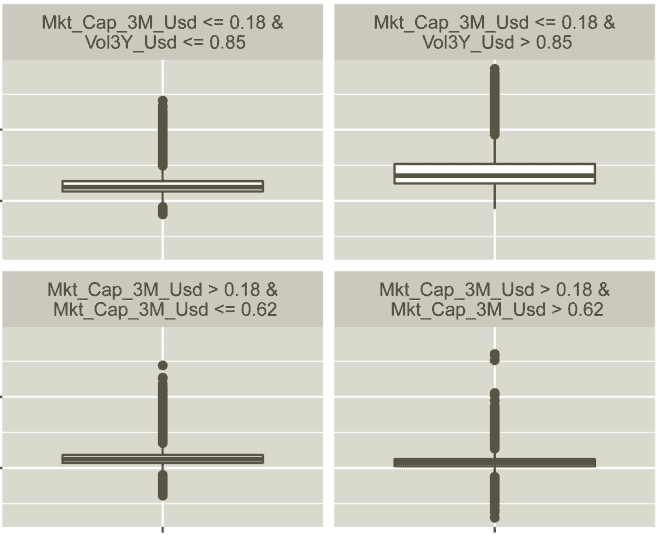 Mkt_Cap_3M_Usd <= 0.18 &
Vol3Y_Usd <= 0.85
Mkt_Cap_3M_Usd <= 0.18 &
Vol3Y_Usd > 0.85
Mkt_Cap_3M_Usd > 0.18 &
Mkt_Cap_3M_Usd <= 0.62
Mkt_Cap_3M_Usd > 0.18 &
Mkt_Cap_3M_Usd > 0.62